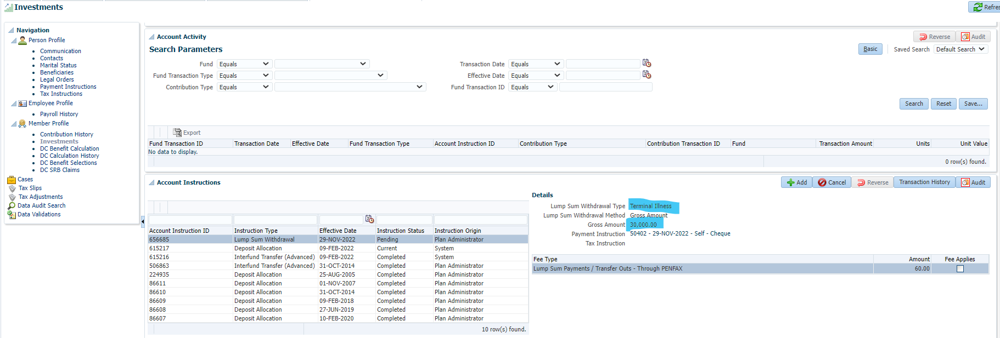 Investments
Refres
Navigation
Person Profile
Communication
Contacts
Marital Status
Beneficiaries
Legal Orders
Payment Instructions
Tax Instructions
Employee Profile
Payroll History
Member Profile
Contribution History
Investments
DC Benefit Calculation
DC Calculation History
DC Benefit Selections
DC SRB Claims
Cases
Tax Slips
Tax Adjustments
Data Audit Search
Data Validations
Account Activity
Reverse Audit
Search Parameters
Basic Saved Search Default Search
Fund Equals Transaction Date Equals
Fund Transaction Type Equals Effective Date Equals
Contribution Type Equals Fund Transaction ID Equals
Search Reset Save...
Export
Fund Transaction ID Transaction Date Effective Date Fund Transaction Type Account Instruction ID Contribution Type Contribution Transaction ID Fund Transaction Amount Units Unit Value
No data to display.
0 row(s) found.
Account Instructions
Add Cancel Reverse Transaction History Audit
Account Instruction ID Instruction Type Effective Date Instruction Status Instruction Origin
656685 Lump Sum Withdrawal 29-NOV-2022 Pending Plan Administrator
615217 Deposit Allocation 09-FEB-2022 Current System
615216 Interfund Transfer (Advanced) 09-FEB-2022 Completed System
506863 Interfund Transfer (Advanced) 31-OCT-2014 Completed Plan Administrator
224935 Deposit Allocation 25-AUG-2005 Completed Plan Administrator
86611 Deposit Allocation 01-NOV-2007 Completed Plan Administrator
86610 Deposit Allocation 31-OCT-2014 Completed Plan Administrator
86609 Deposit Allocation 09-FEB-2018 Completed Plan Administrator
86608 Deposit Allocation 27-JUN-2019 Completed Plan Administrator
86607 Deposit Allocation 10-FEB-2020 Completed Plan Administrator
10 row(s) found.
Details
Lump Sum Withdrawal Type Terminal Illness
Lump Sum Withdrawal Method Gross Amount
Gross Amount 30,000.00
Payment Instruction 50402 - 29-NOV-2022 - Self - Cheque
Tax Instruction
Fee Type Amount Fee Applies
Lump Sum Payments / Transfer Outs - Through PENFAX 60.00